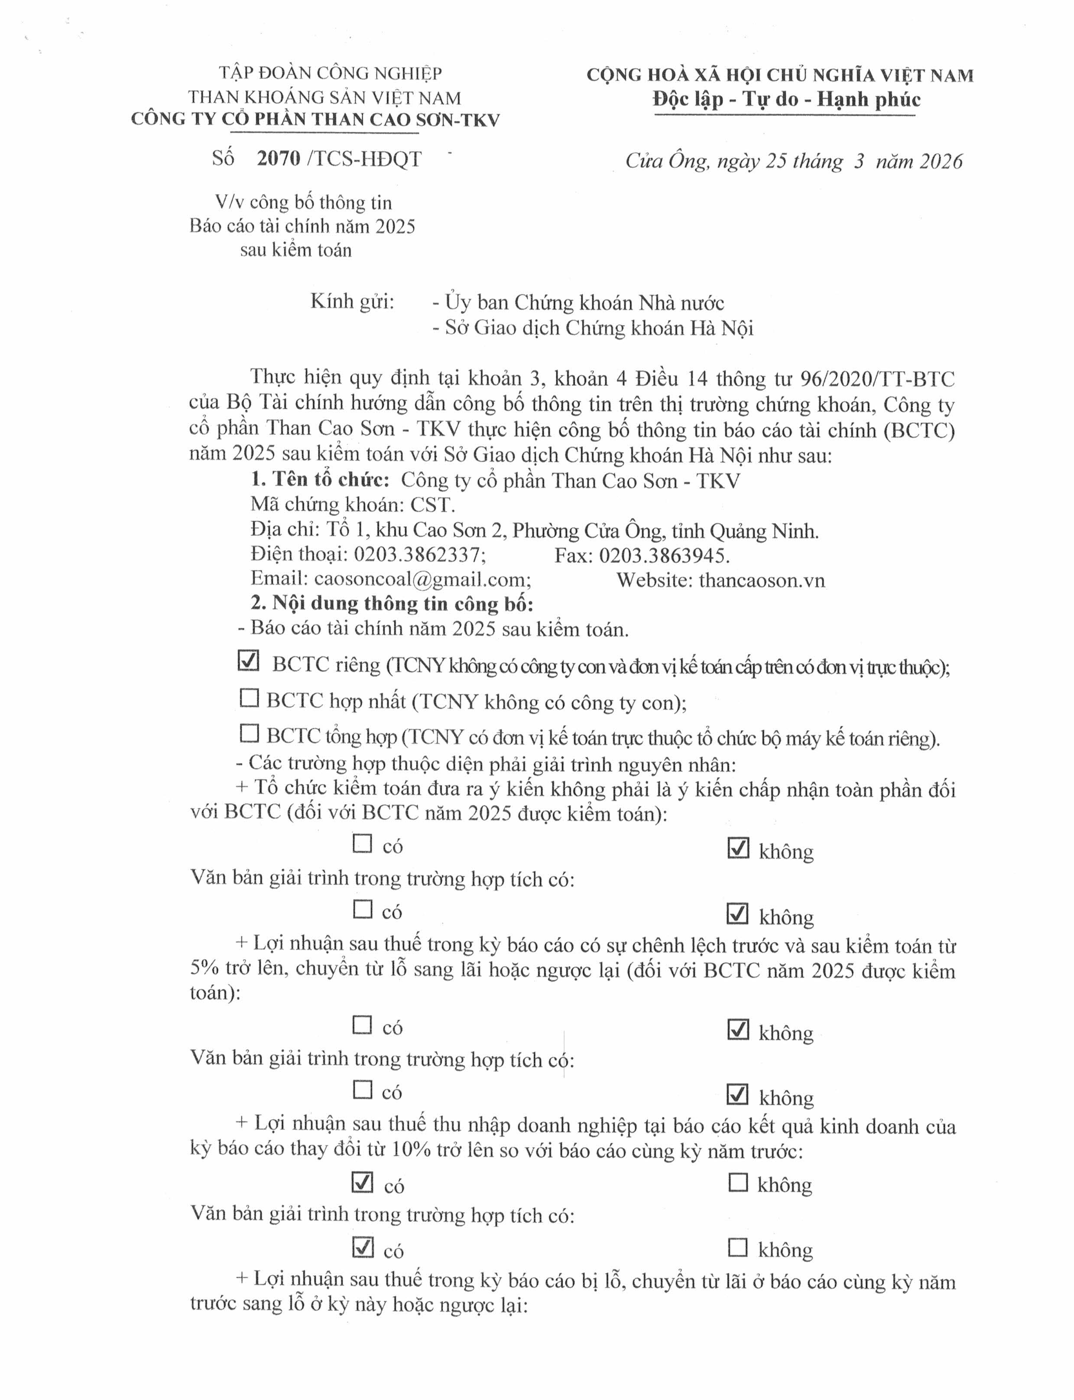 TẬP ĐOÀN CÔNG NGHIỆP
THAN KHOÁNG SẢN VIỆT NAM
CÔNG TY CỔ PHẦN THAN CAO SƠN-TKV
Số 2070 /TCS-HĐQT
V/v công bố thông tin
Báo cáo tài chính năm 2025
sau kiểm toán
CỘNG HOÀ XÃ HỘI CHỦ NGHĨA VIỆT NAM
Độc lập - Tự do - Hạnh phúc
Cửa Ông, ngày 25 tháng 3 năm 2026
Kính gửi: - Ủy ban Chứng khoán Nhà nước
- Sở Giao dịch Chứng khoán Hà Nội
Thực hiện quy định tại khoản 3, khoản 4 Điều 14 thông tư 96/2020/TT-BTC
của Bộ Tài chính hướng dẫn công bố thông tin trên thị trường chứng khoán, Công ty
cổ phần Than Cao Sơn - TKV thực hiện công bố thông tin báo cáo tài chính (BCTC)
năm 2025 sau kiểm toán với Sở Giao dịch Chứng khoán Hà Nội như sau:
1. Tên tổ chức: Công ty cổ phần Than Cao Sơn - TKV
Mã chứng khoán: CST.
Địa chỉ: Tổ 1, khu Cao Sơn 2, Phường Cửa Ông, tỉnh Quảng Ninh.
Điện thoại: 0203.3862337; Fax: 0203.3863945.
Email: caosoncoal@gmail.com; Website: thancaoson.vn
2. Nội dung thông tin công bố:
- Báo cáo tài chính năm 2025 sau kiểm toán.
☑ BCTC riêng (TCNY không có công ty con và đơn vị kế toán cấp trên có đơn vị trực thuộc);
☐ BCTC hợp nhất (TCNY không có công ty con);
☐ BCTC tổng hợp (TCNY có đơn vị kế toán trực thuộc tổ chức bộ máy kế toán riêng).
- Các trường hợp thuộc diện phải giải trình nguyên nhân:
+ Tổ chức kiểm toán đưa ra ý kiến không phải là ý kiến chấp nhận toàn phần đối
với BCTC (đối với BCTC năm 2025 được kiểm toán):
☐ có ☑ không
Văn bản giải trình trong trường hợp tích có:
☐ có ☑ không
+ Lợi nhuận sau thuế trong kỳ báo cáo có sự chênh lệch trước và sau kiểm toán từ
5% trở lên, chuyển từ lỗ sang lãi hoặc ngược lại (đối với BCTC năm 2025 được kiểm
toán):
☐ có ☑ không
Văn bản giải trình trong trường hợp tích có:
☐ có ☑ không
+ Lợi nhuận sau thuế thu nhập doanh nghiệp tại báo cáo kết quả kinh doanh của
kỳ báo cáo thay đổi từ 10% trở lên so với báo cáo cùng kỳ năm trước:
☑ có ☐ không
Văn bản giải trình trong trường hợp tích có:
☑ có ☐ không
+ Lợi nhuận sau thuế trong kỳ báo cáo bị lỗ, chuyển từ lãi ở báo cáo cùng kỳ năm
trước sang lỗ ở kỳ này hoặc ngược lại: